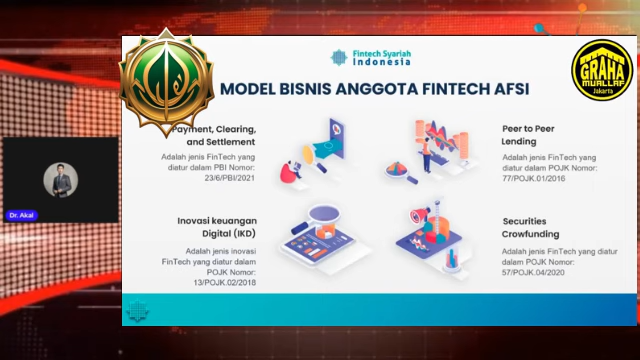 Fintech Syariah
Indonesia
GRAHA
MUALLAF
Jakarta
MODEL BISNIS ANGGOTA FINTECH AFSI
Payment, Clearing,
and Settlement
Adalah jenis FinTech yang
diatur dalam PBI Nomor:
23/6/PBI/2021
Peer to Peer
Lending
Adalah jenis FinTech yang
diatur dalam POJK Nomor:
77/POJK.01/2016
Inovasi keuangan
Digital (IKD)
Adalah jenis inovasi
FinTech yang diatur dalam
POJK Nomor:
13/POJK.02/2018
Securities
Crowfunding
Adalah jenis FinTech yang diatur
dalam POJK Nomor:
57/POJK.04/2020
Dr. Akal